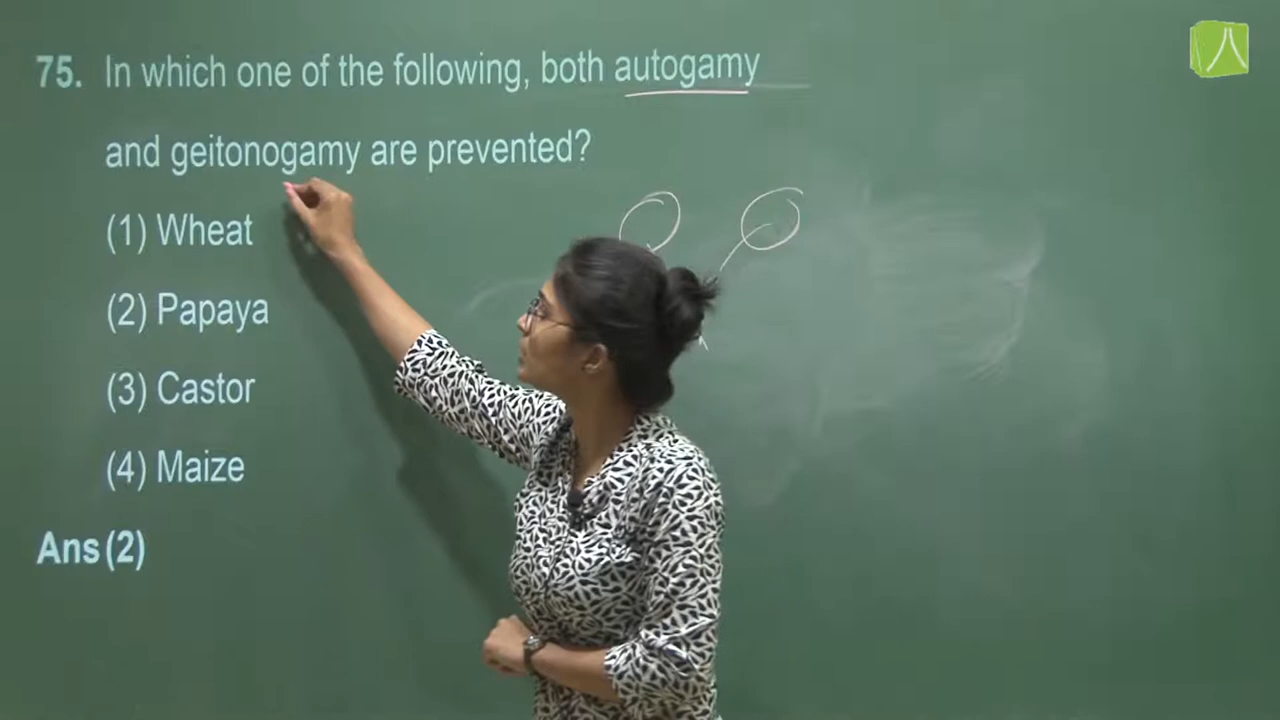 75. In which one of the following, both autogamy
and geitonogamy are prevented?
(1) Wheat
(2) Papaya
(3) Castor
(4) Maize
Ans (2)